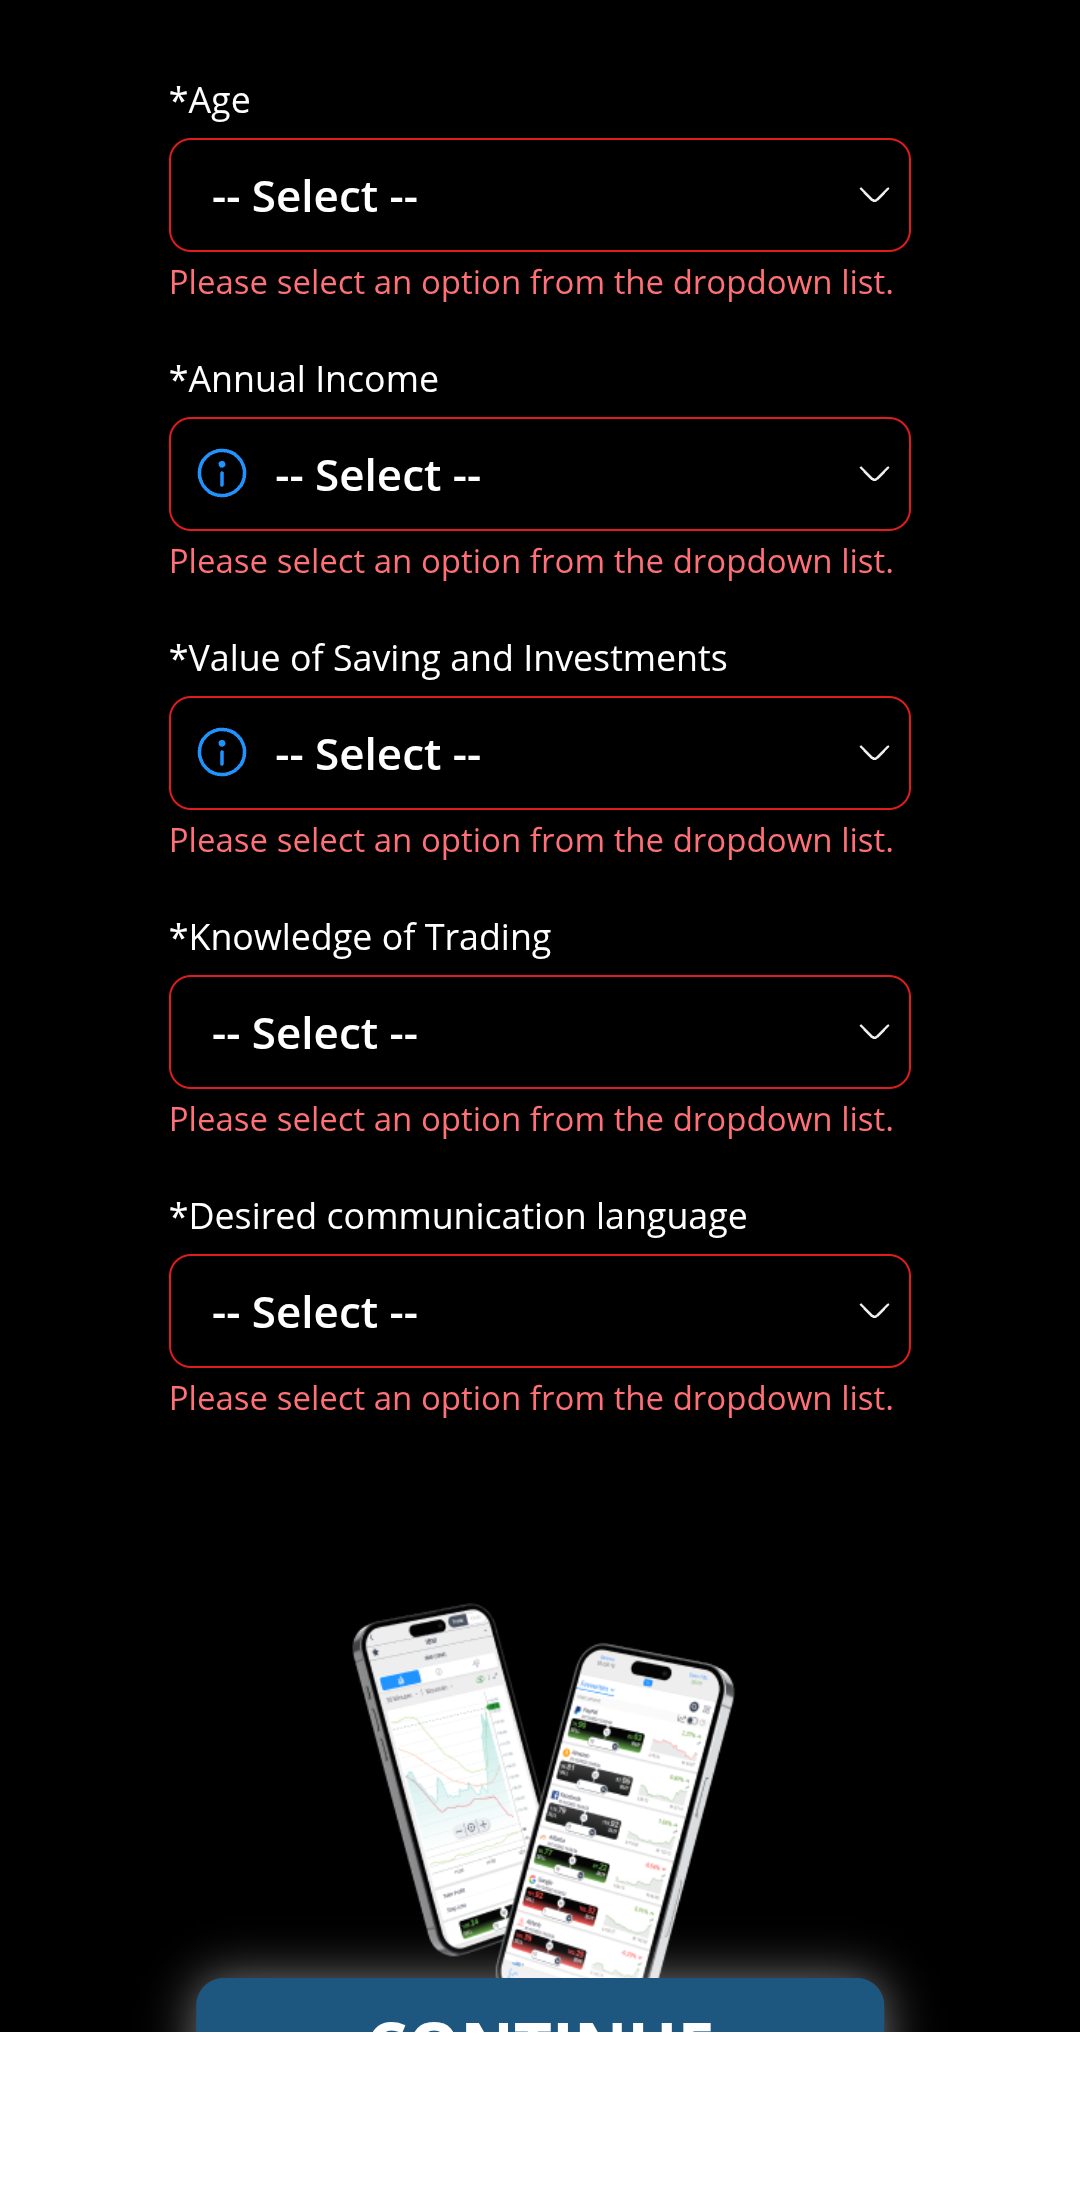 *Age
-- Select --
Please select an option from the dropdown list.
*Annual Income
-- Select --
Please select an option from the dropdown list.
*Value of Saving and Investments
-- Select --
Please select an option from the dropdown list.
*Knowledge of Trading
-- Select --
Please select an option from the dropdown list.
*Desired communication language
-- Select --
Please select an option from the dropdown list.
CONTINUE